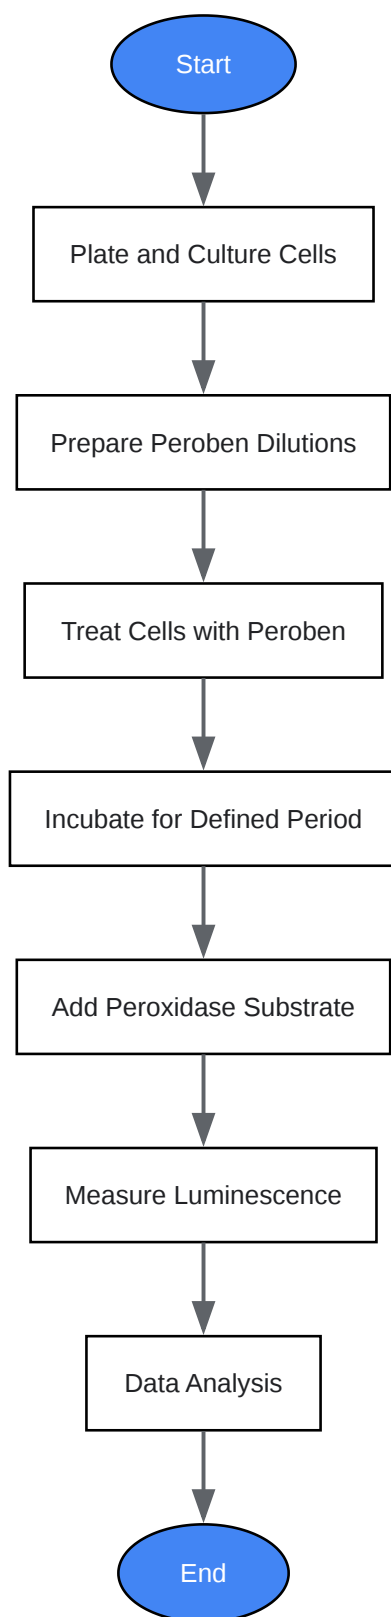 Start
Plate and Culture Cells
Prepare Peroben Dilutions
Treat Cells with Peroben
Incubate for Defined Period
Add Peroxidase Substrate
Measure Luminescence
Data Analysis
End